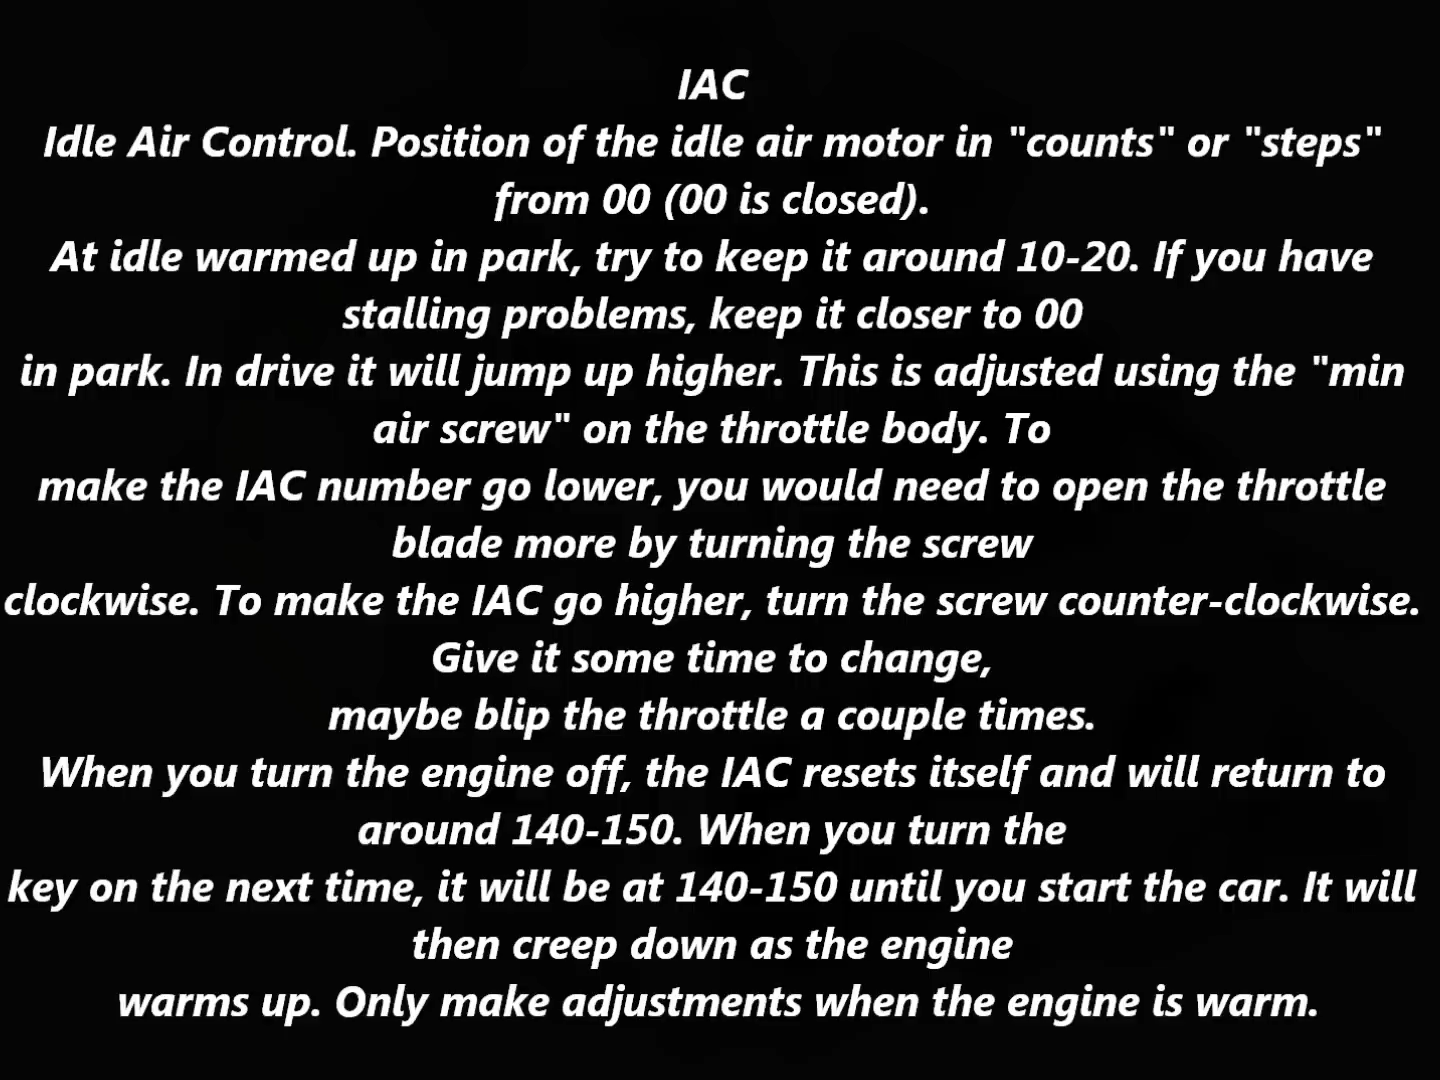 IAC
Idle Air Control. Position of the idle air motor in "counts" or "steps"
from 00 (00 is closed).
At idle warmed up in park, try to keep it around 10-20. If you have
stalling problems, keep it closer to 00
in park. In drive it will jump up higher. This is adjusted using the "min
air screw" on the throttle body. To
make the IAC number go lower, you would need to open the throttle
blade more by turning the screw
clockwise. To make the IAC go higher, turn the screw counter-clockwise.
Give it some time to change,
maybe blip the throttle a couple times.
When you turn the engine off, the IAC resets itself and will return to
around 140-150. When you turn the
key on the next time, it will be at 140-150 until you start the car. It will
then creep down as the engine
warms up. Only make adjustments when the engine is warm.